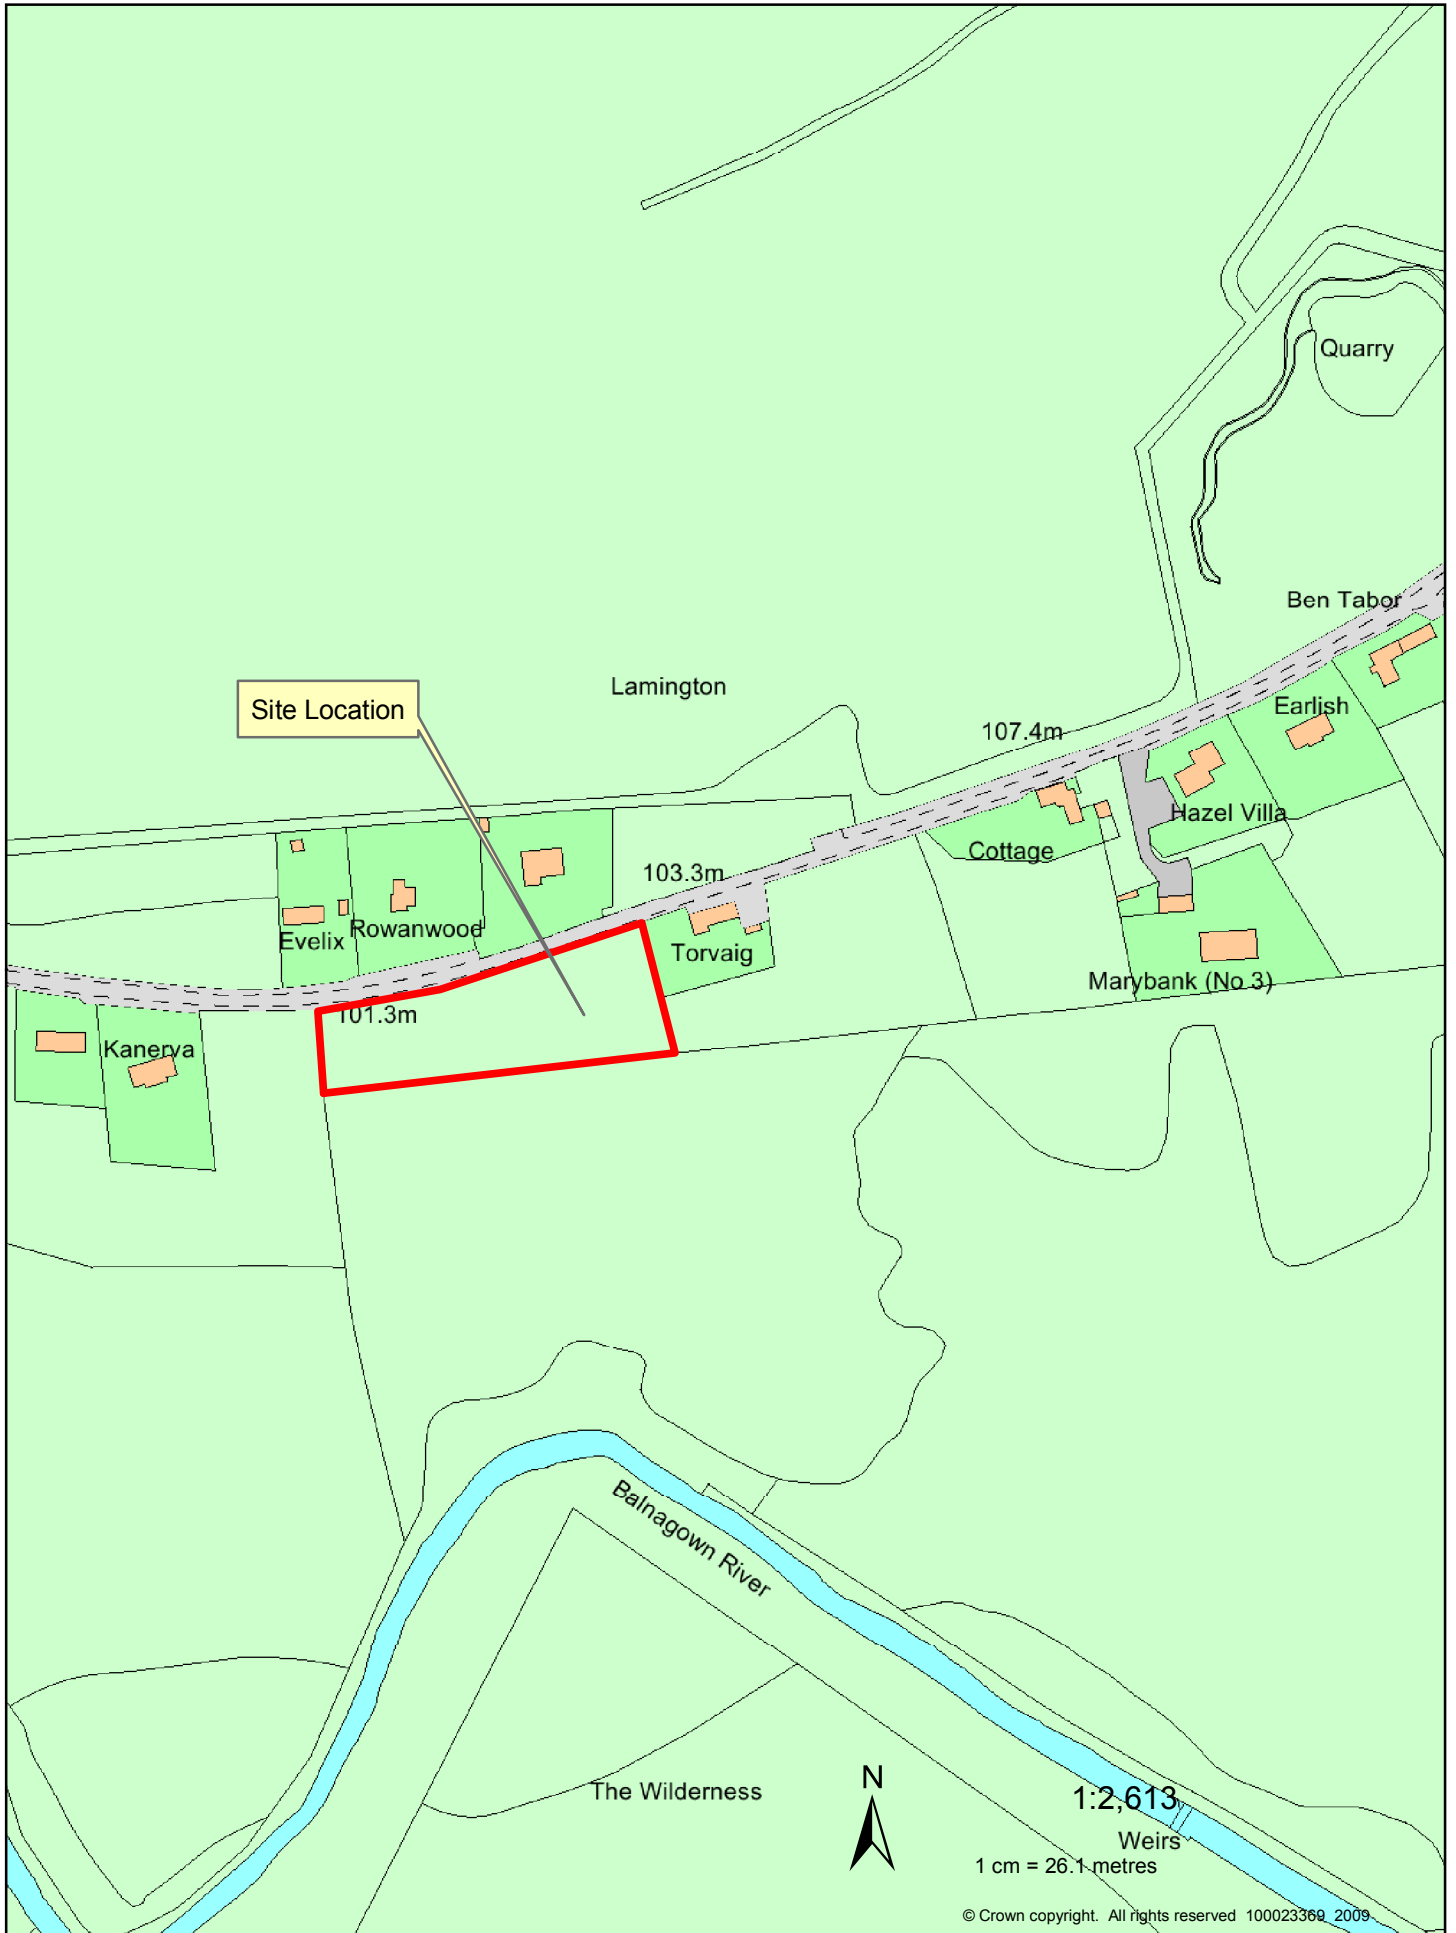 Quarry
Ben Tabor
Lamington
Site Location
Earlish
107.4m
Hazel Villa
Cottage
103.3m
Rowanwood
Evelix
Torvaig
Marybank (No 3)
101.3m
Kanerva
Balnagown River
The Wilderness
N
1:2,613
Weirs
1 cm = 26.1 metres
© Crown copyright. All rights reserved 100023369 2009